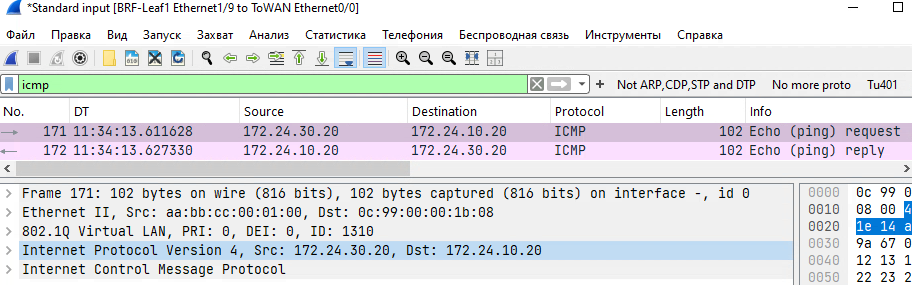 *Standard input [BRF-Leaf1 Ethernet1/9 to ToWAN Ethernet0/0]
Файл Правка Вид Запуск Захват Анализ Статистика Телефония Беспроводная связь Инструменты Справка
icmp + Not ARP,CDP,STP and DTP No more proto Tu401
No. DT Source Destination Protocol Length Info
171 11:34:13.611628 172.24.30.20 172.24.10.20 ICMP 102 Echo (ping) request
172 11:34:13.627330 172.24.10.20 172.24.30.20 ICMP 102 Echo (ping) reply
Frame 171: 102 bytes on wire (816 bits), 102 bytes captured (816 bits) on interface -, id 0
Ethernet II, Src: aa:bb:cc:00:01:00, Dst: 0c:99:00:00:1b:08
802.1Q Virtual LAN, PRI: 0, DEI: 0, ID: 1310
Internet Protocol Version 4, Src: 172.24.30.20, Dst: 172.24.10.20
Internet Control Message Protocol
0000 0c 99 0
0010 08 00 4
0020 1e 14 a
0030 9a 67 0
0040 12 13 1
0050 22 23 2